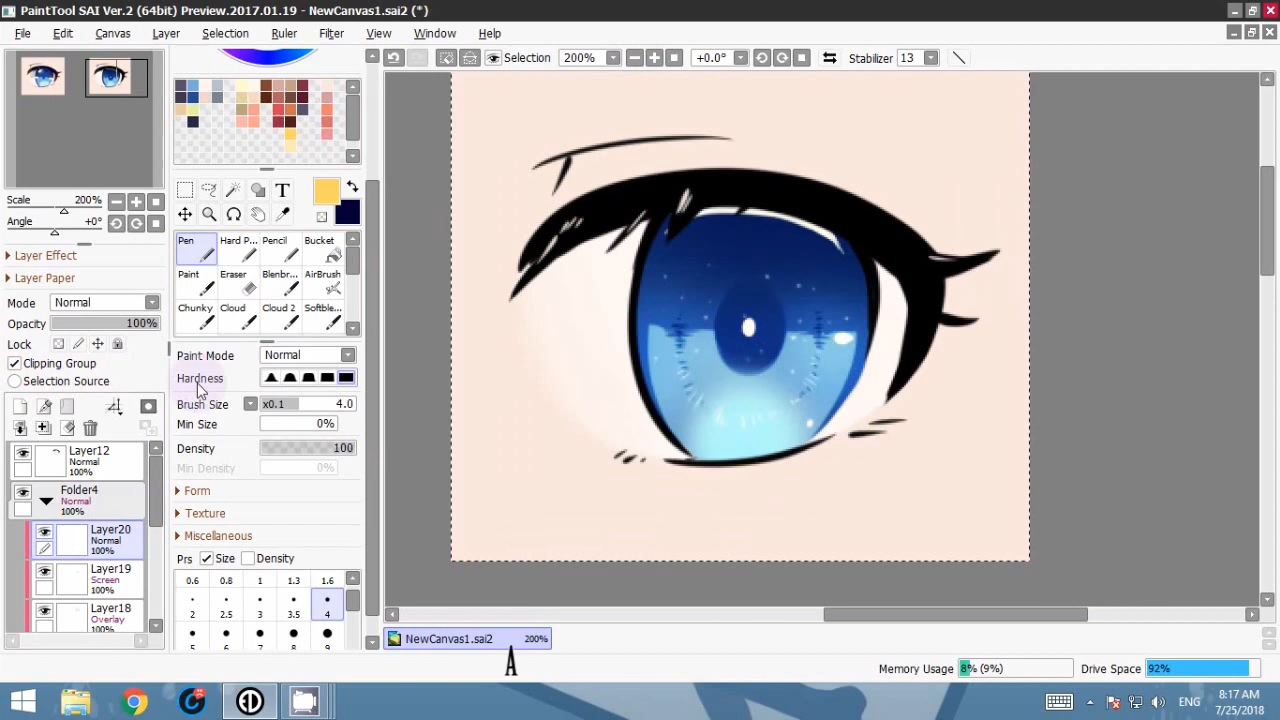 PaintTool SAI Ver.2 (64bit) Preview.2017.01.19 - NewCanvas1.sai2 (*)
File Edit Canvas Layer Selection Ruler Filter View Window Help
Selection 200% +0.0° Stabilizer 13
Scale 200%
Angle +0°
Layer Effect
Layer Paper
Mode Normal
Opacity 100%
Lock
Clipping Group
Selection Source
Layer12
Normal
100%
Folder4
Normal
100%
Layer20
Normal
100%
Layer19
Screen
100%
Layer18
Overlay
100%
T
Pen Hard P... Pencil Bucket
Paint Eraser Blenbr... AirBrush
Chunky Cloud Cloud 2 Softble...
Paint Mode Normal
Hardness
Brush Size x0.1 4.0
Min Size 0%
Density 100
Min Density 0%
Form
Texture
Miscellaneous
Prs Size Density
0.6 0.8 1 1.3 1.6
2 2.5 3 3.5 4
5 6 7 8 9
NewCanvas1.sai2 200%
A
Memory Usage 8% (9%) Drive Space 92%
ENG
8:17 AM
7/25/2018